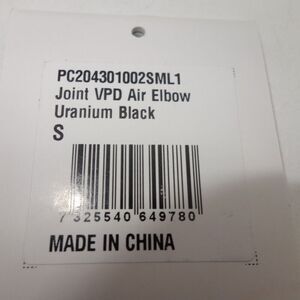 PC204301002SML1
Joint VPD Air Elbow
Uranium Black
S
7 325540 649780
MADE IN CHINA